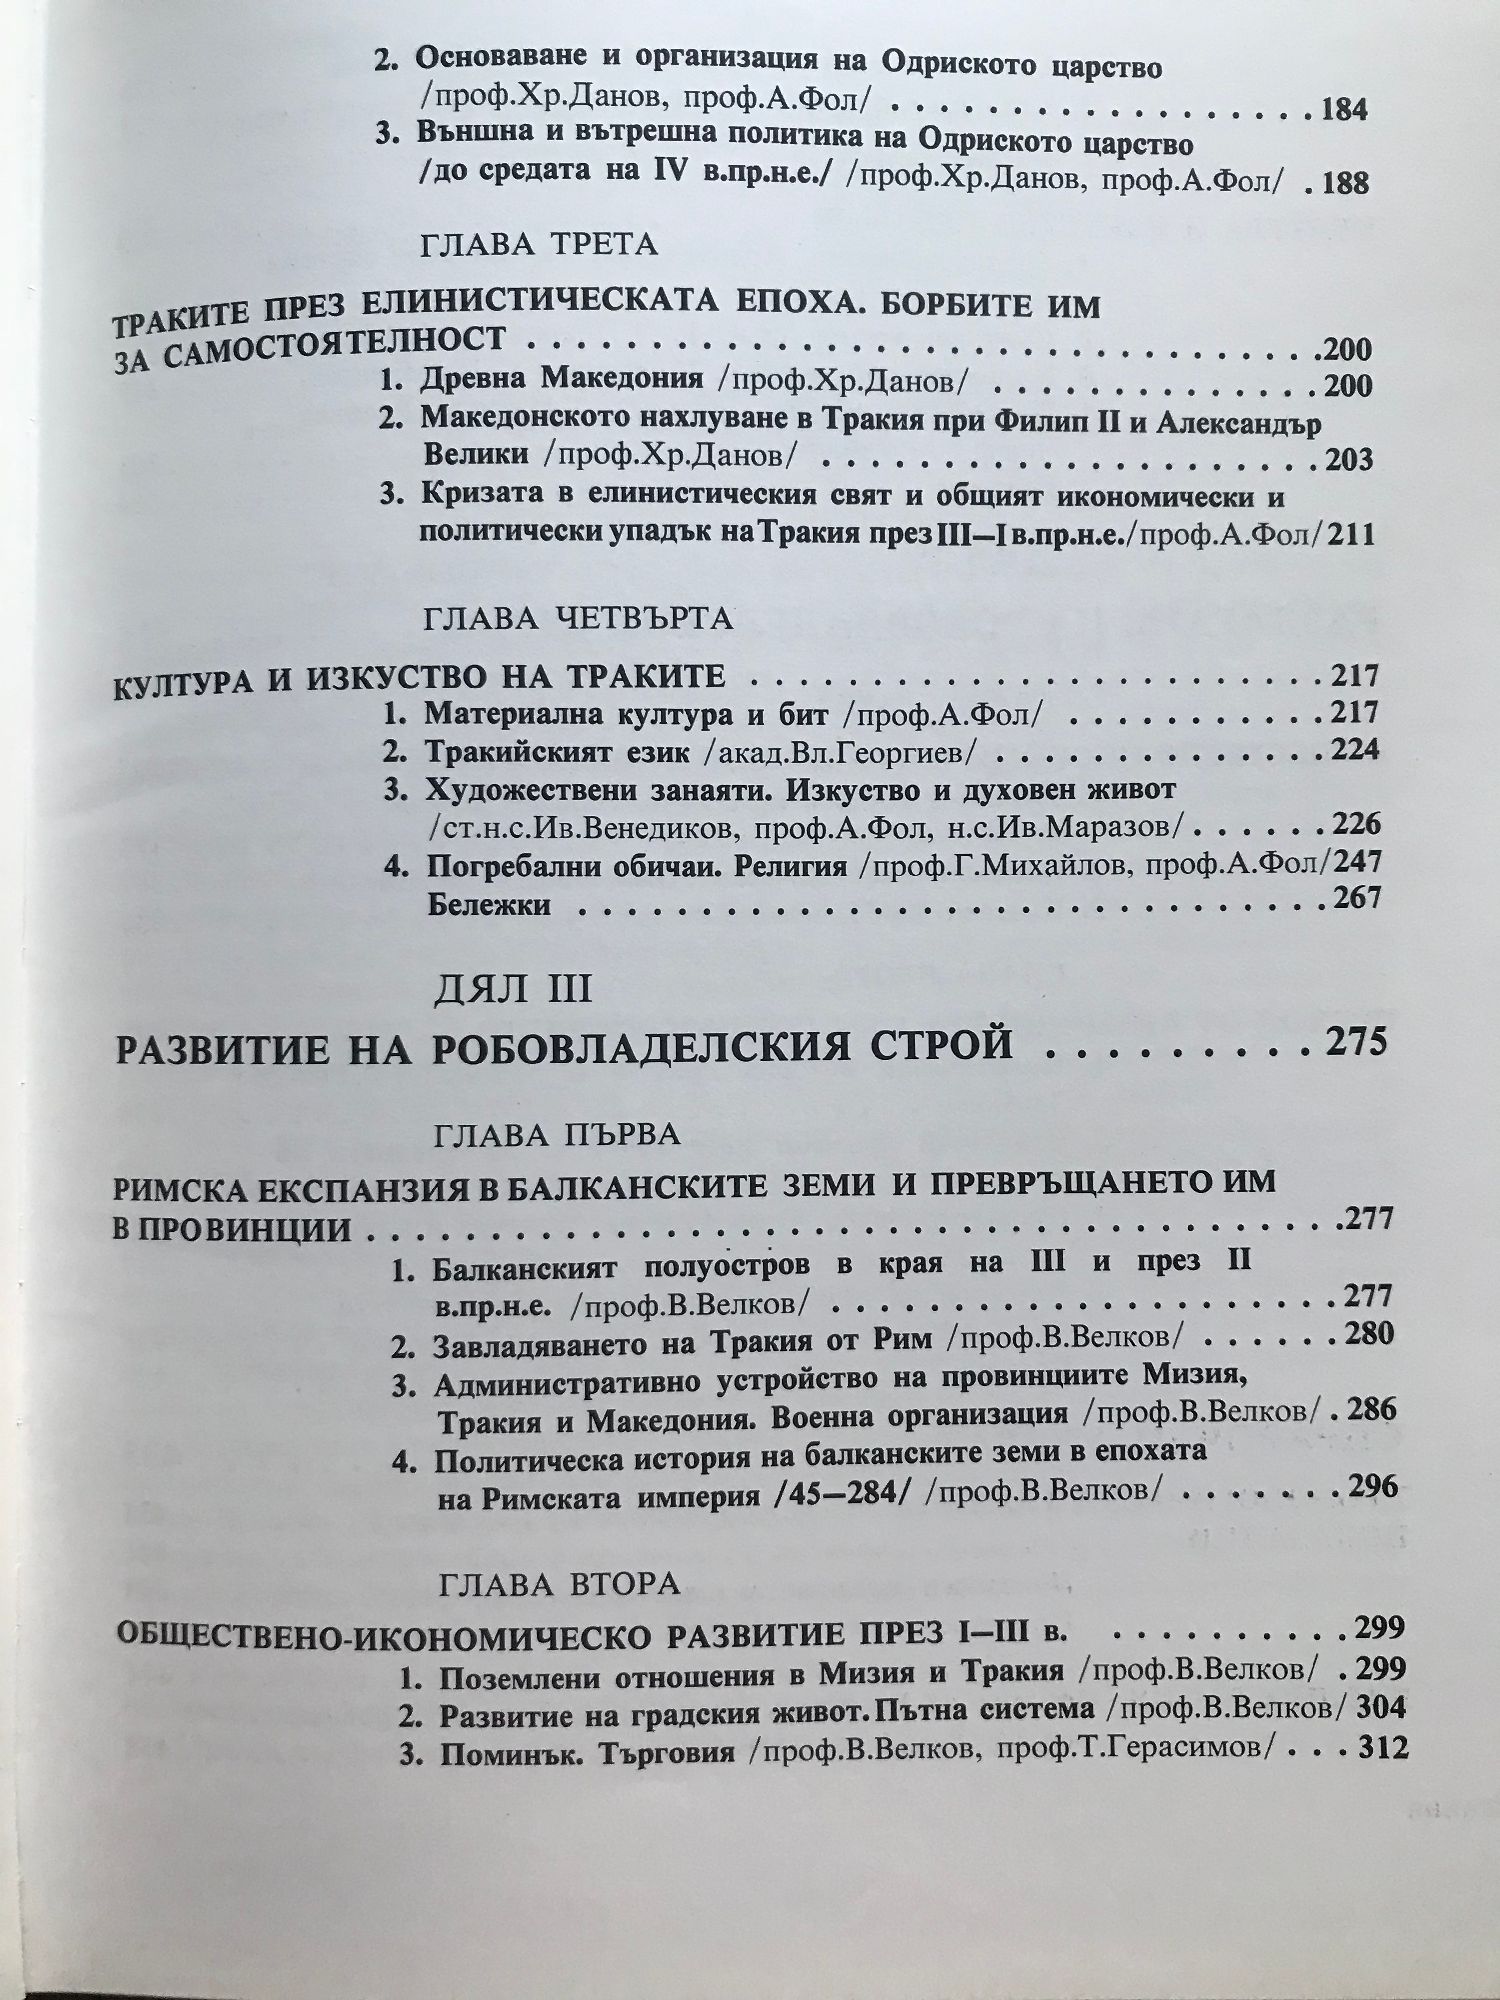 2. Основаване и организация на Одриското царство
/проф.Хр.Данов, проф.А.Фол/ . . . . . . . . . . . . . . . . . . 184
3. Външна и вътрешна политика на Одриското царство
/до средата на IV в.пр.н.е./ /проф.Хр.Данов, проф.А.Фол/ . 188
ГЛАВА ТРЕТА
ТРАКИТЕ ПРЕЗ ЕЛИНИСТИЧЕСКАТА ЕПОХА. БОРБИТЕ ИМ
ЗА САМОСТОЯТЕЛНОСТ . . . . . . . . . . . . . . . . . . . . . . . . . . . . . . . . 200
1. Древна Македония /проф.Хр.Данов/ . . . . . . . . . . . . . . 200
2. Македонското нахлуване в Тракия при Филип II и Александър
Велики /проф.Хр.Данов/ . . . . . . . . . . . . . . . . . . . . . 203
3. Кризата в елинистическия свят и общият икономически и
политически упадък на Тракия през III—I в.пр.н.е./проф.А.Фол/ 211
ГЛАВА ЧЕТВЪРТА
КУЛТУРА И ИЗКУСТВО НА ТРАКИТЕ . . . . . . . . . . . . . . . . . . . . . . . . 217
1. Материална култура и бит /проф.А.Фол/ . . . . . . . . . . . 217
2. Тракийският език /акад.Вл.Георгиев/ . . . . . . . . . . . . . . 224
3. Художествени занаяти. Изкуство и духовен живот
/ст.н.с.Ив.Венедиков, проф.А.Фол, н.с.Ив.Маразов/. . . . . . 226
4. Погребални обичаи. Религия /проф.Г.Михайлов, проф.А.Фол/247
Бележки . . . . . . . . . . . . . . . . . . . . . . . . . . . . . . . 267
ДЯЛ III
РАЗВИТИЕ НА РОБОВЛАДЕЛСКИЯ СТРОЙ . . . . . . . . . 275
ГЛАВА ПЪРВА
РИМСКА ЕКСПАНЗИЯ В БАЛКАНСКИТЕ ЗЕМИ И ПРЕВРЪЩАНЕТО ИМ
В ПРОВИНЦИИ . . . . . . . . . . . . . . . . . . . . . . . . . . . . . . . . . . . . . . . 277
1. Балканският полуостров в края на III и през II
в.пр.н.е. /проф.В.Велков/ . . . . . . . . . . . . . . . . . . . . . 277
2. Завладяването на Тракия от Рим /проф.В.Велков/ . . . . . . 280
3. Административно устройство на провинциите Мизия,
Тракия и Македония. Военна организация /проф.В.Велков/ . 286
4. Политическа история на балканските земи в епохата
на Римската империя /45—284/ /проф.В.Велков/ . . . . . . . 296
ГЛАВА ВТОРА
ОБЩЕСТВЕНО-ИКОНОМИЧЕСКО РАЗВИТИЕ ПРЕЗ I—III в. . . . . . . . . . . 299
1. Поземлени отношения в Мизия и Тракия /проф.В.Велков/ . 299
2. Развитие на градския живот. Пътна система /проф.В.Велков/ 304
3. Поминък. Търговия /проф.В.Велков, проф.Т.Герасимов/ . . . 312